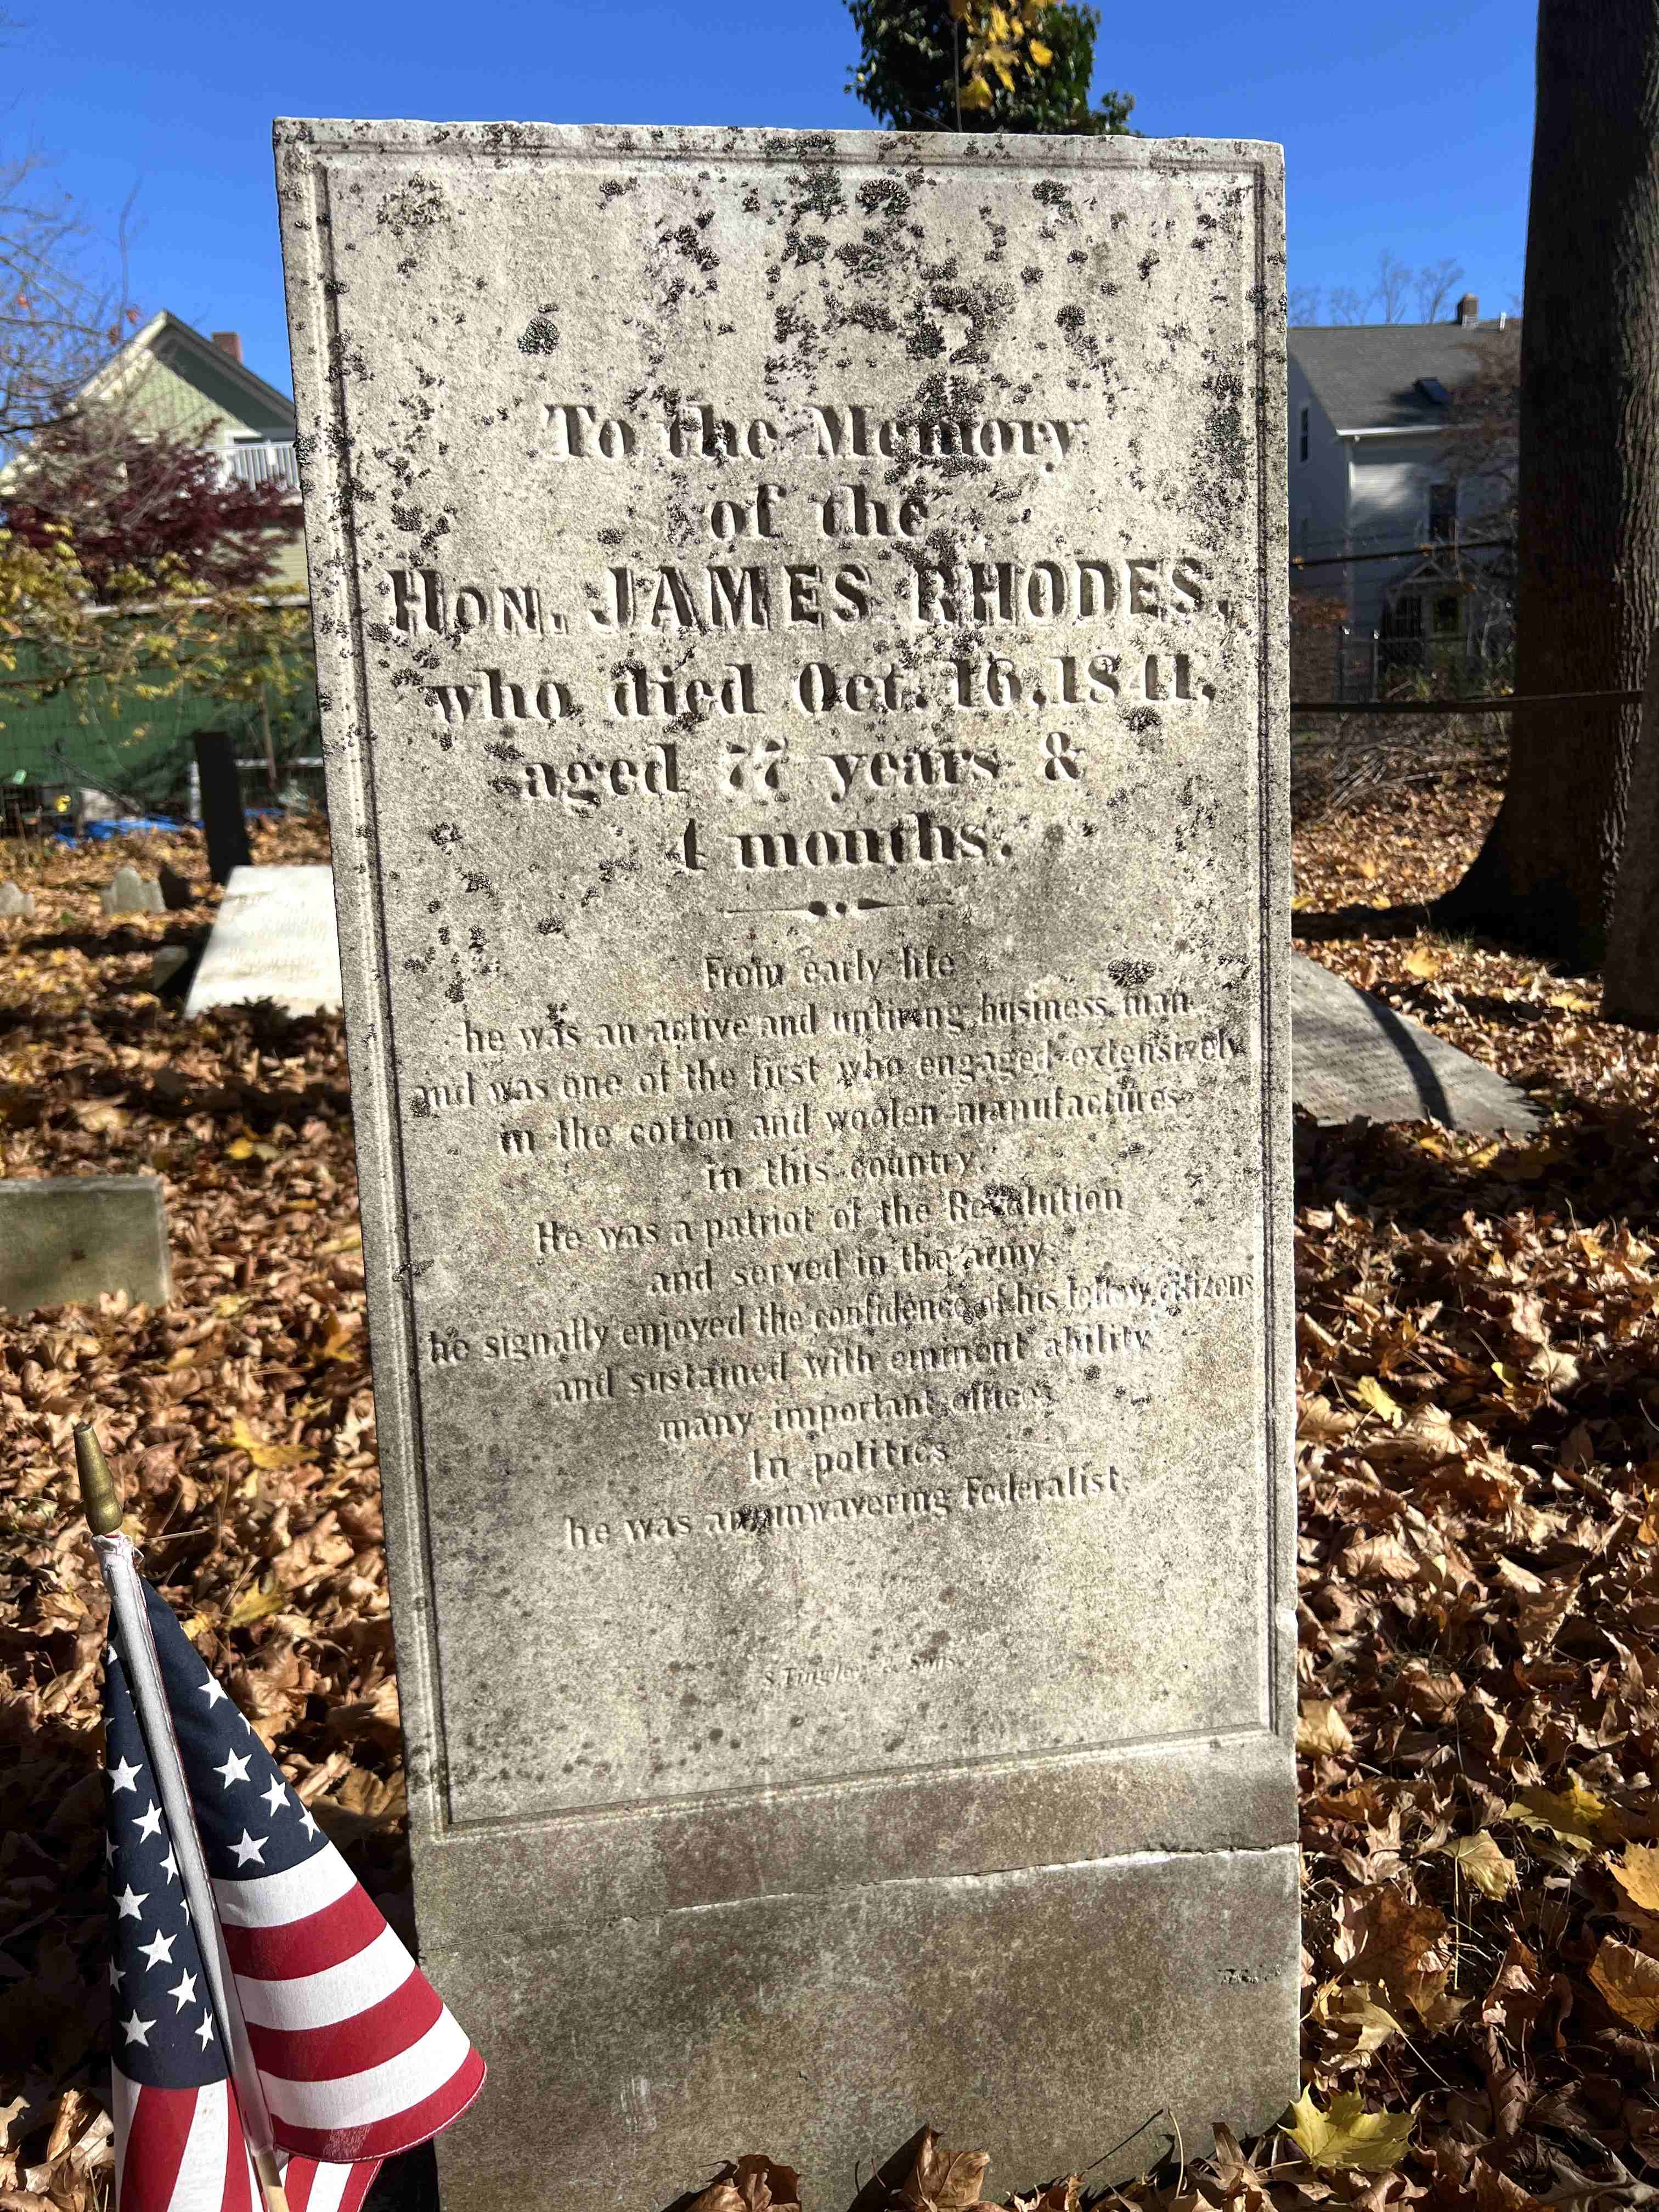 To the Memory
of the
HON. JAMES RHODES,
who died Oct. 16, 1841,
aged 77 years &
4 months.
From early life
he was an active and untiring business man
and was one of the first who engaged extensively
in the cotton and woolen manufactures
in this country.
He was a patriot of the Revolution
and served in the army.
he signally enjoyed the confidence of his fellow citizens
and sustained with eminent ability
many important offices
In politics
he was an unwavering Federalist.
S. Tingley & Sons.